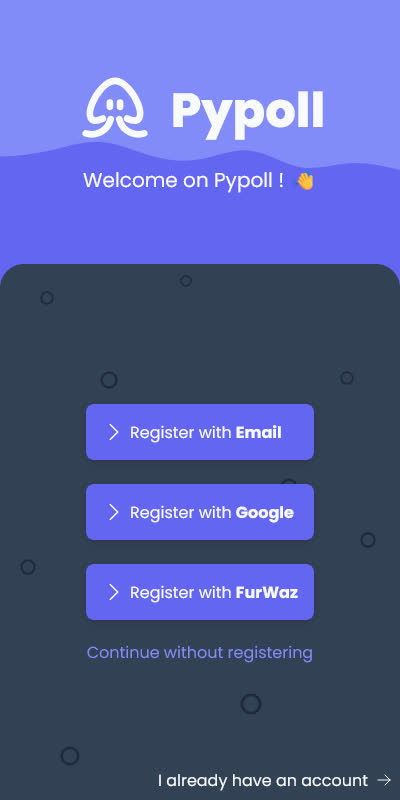 Pypoll
Welcome on Pypoll ! 👋
Register with Email
Register with Google
Register with FurWaz
Continue without registering
I already have an account →